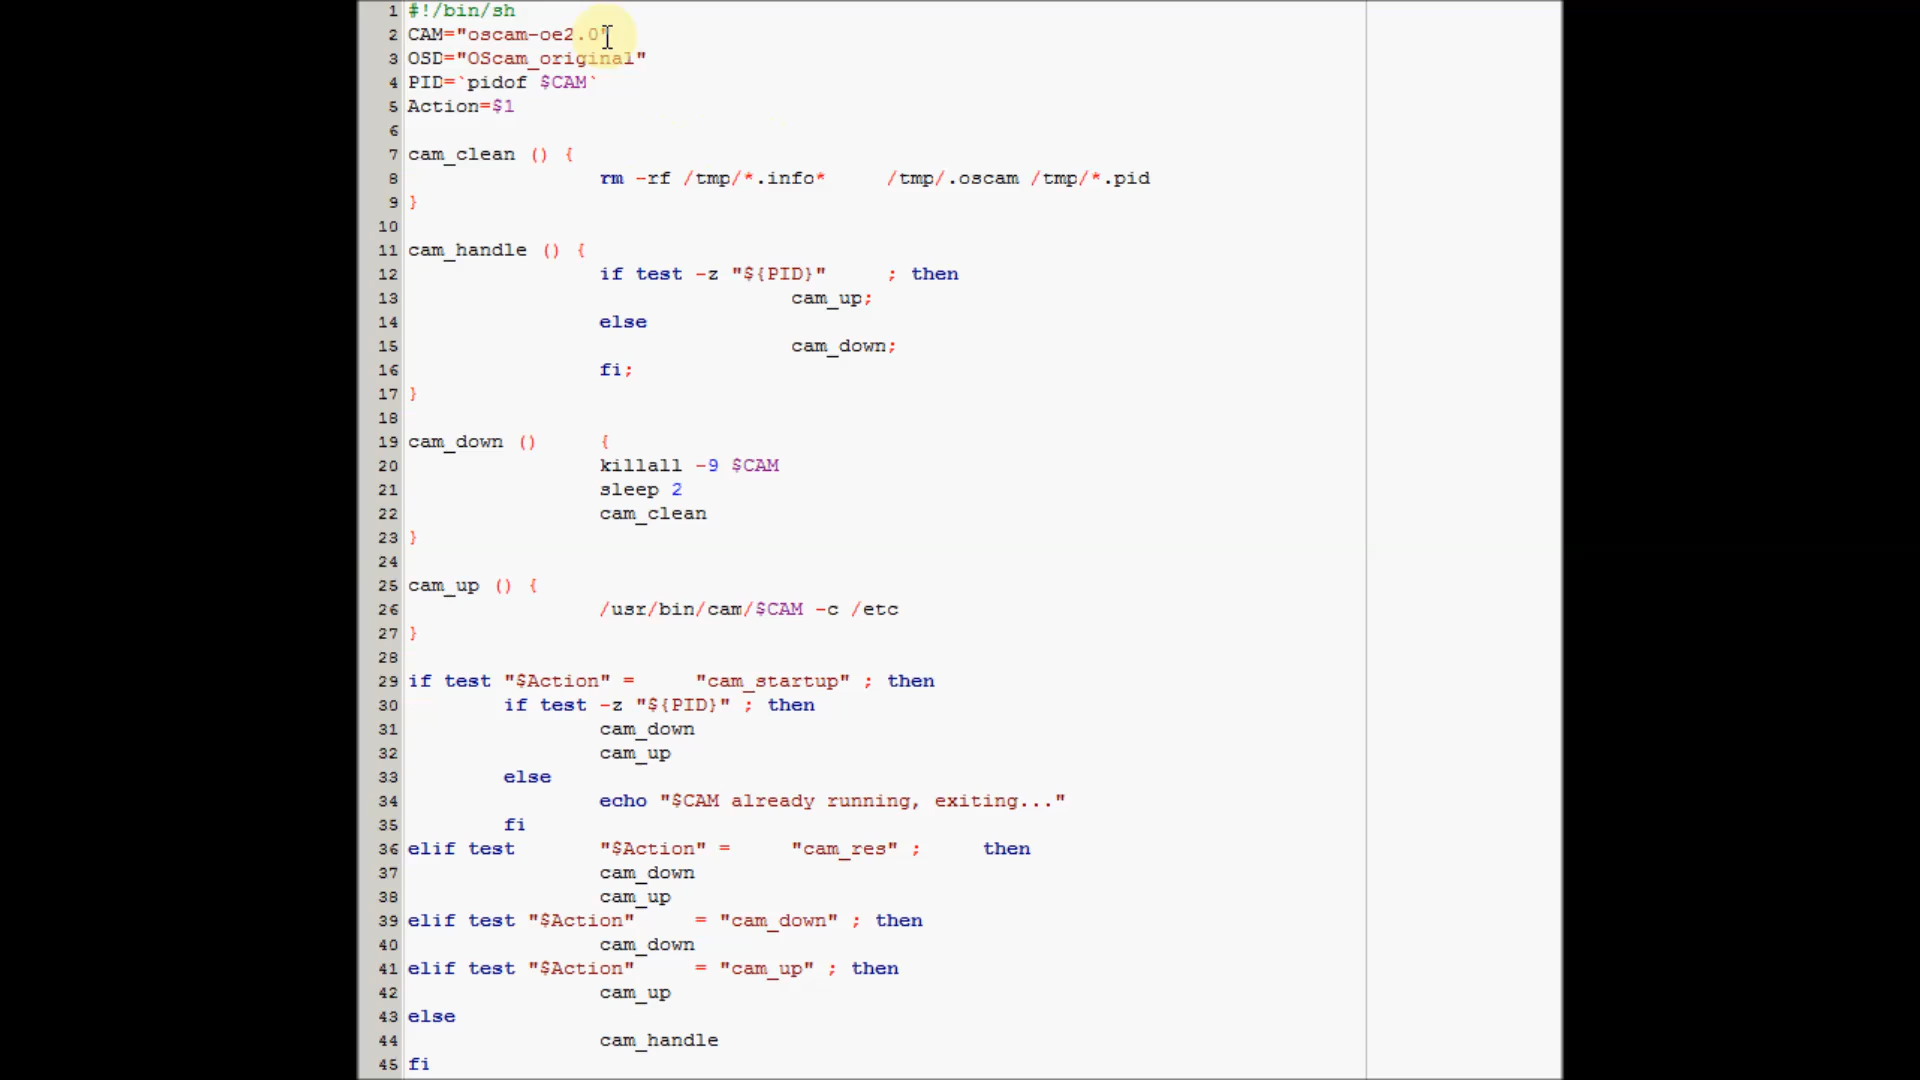 1 #!/bin/sh
2 CAM="oscam-oe2.0"
3 OSD="OScam_original"
4 PID=`pidof $CAM`
5 Action=$1
6
7 cam_clean () {
8 rm -rf /tmp/*.info* /tmp/.oscam /tmp/*.pid
9 }
10
11 cam_handle () {
12 if test -z "${PID}" ; then
13 cam_up;
14 else
15 cam_down;
16 fi;
17 }
18
19 cam_down () {
20 killall -9 $CAM
21 sleep 2
22 cam_clean
23 }
24
25 cam_up () {
26 /usr/bin/cam/$CAM -c /etc
27 }
28
29 if test "$Action" = "cam_startup" ; then
30 if test -z "${PID}" ; then
31 cam_down
32 cam_up
33 else
34 echo "$CAM already running, exiting..."
35 fi
36 elif test "$Action" = "cam_res" ; then
37 cam_down
38 cam_up
39 elif test "$Action" = "cam_down" ; then
40 cam_down
41 elif test "$Action" = "cam_up" ; then
42 cam_up
43 else
44 cam_handle
45 fi